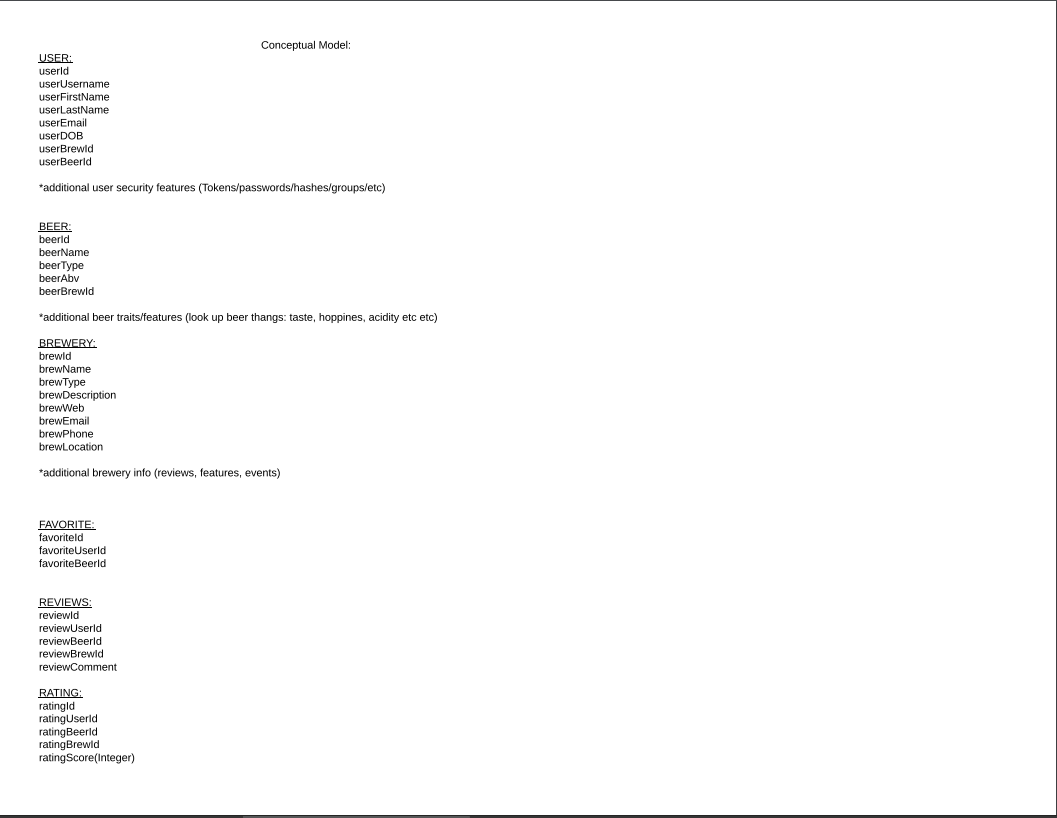 Conceptual Model:
USER:
userId
userUsername
userFirstName
userLastName
userEmail
userDOB
userBrewId
userBeerId
*additional user security features (Tokens/passwords/hashes/groups/etc)
BEER:
beerId
beerName
beerType
beerAbv
beerBrewId
*additional beer traits/features (look up beer thangs: taste, hoppines, acidity etc etc)
BREWERY:
brewId
brewName
brewType
brewDescription
brewWeb
brewEmail
brewPhone
brewLocation
*additional brewery info (reviews, features, events)
FAVORITE:
favoriteId
favoriteUserId
favoriteBeerId
REVIEWS:
reviewId
reviewUserId
reviewBeerId
reviewBrewId
reviewComment
RATING:
ratingId
ratingUserId
ratingBeerId
ratingBrewId
ratingScore(Integer)